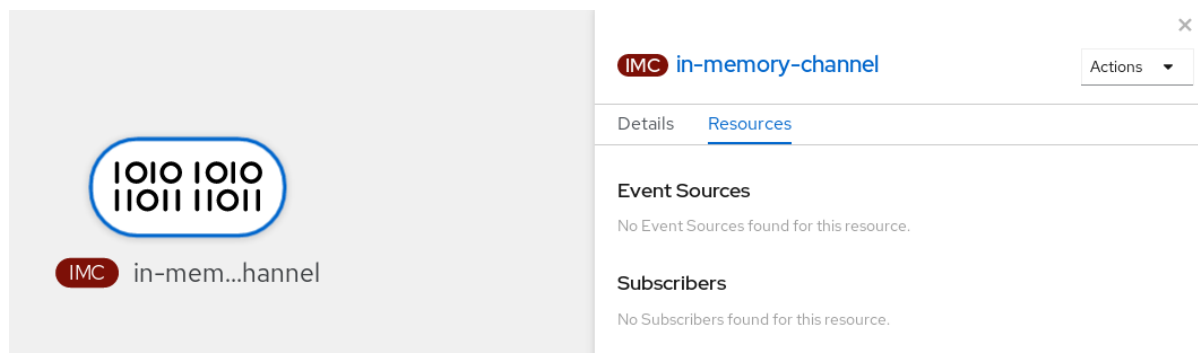 1010 1010
11011 11011
IMC in-mem...hannel
×
IMC in-memory-channel
Actions
Details Resources
Event Sources
No Event Sources found for this resource.
Subscribers
No Subscribers found for this resource.